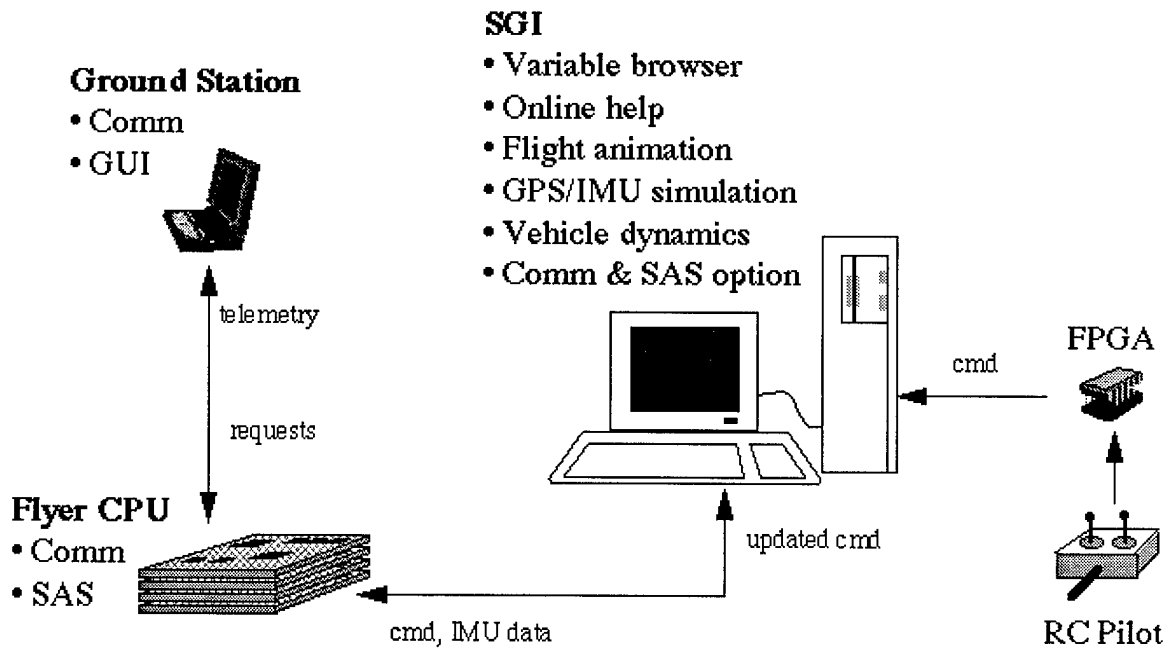 SGI
• Variable browser
• Online help
• Flight animation
• GPS/IMU simulation
• Vehicle dynamics
• Comm & SAS option
Ground Station
• Comm
• GUI
telemetry
requests
Flyer CPU
• Comm
• SAS
cmd, IMU data
updated cmd
cmd
FPGA
RC Pilot